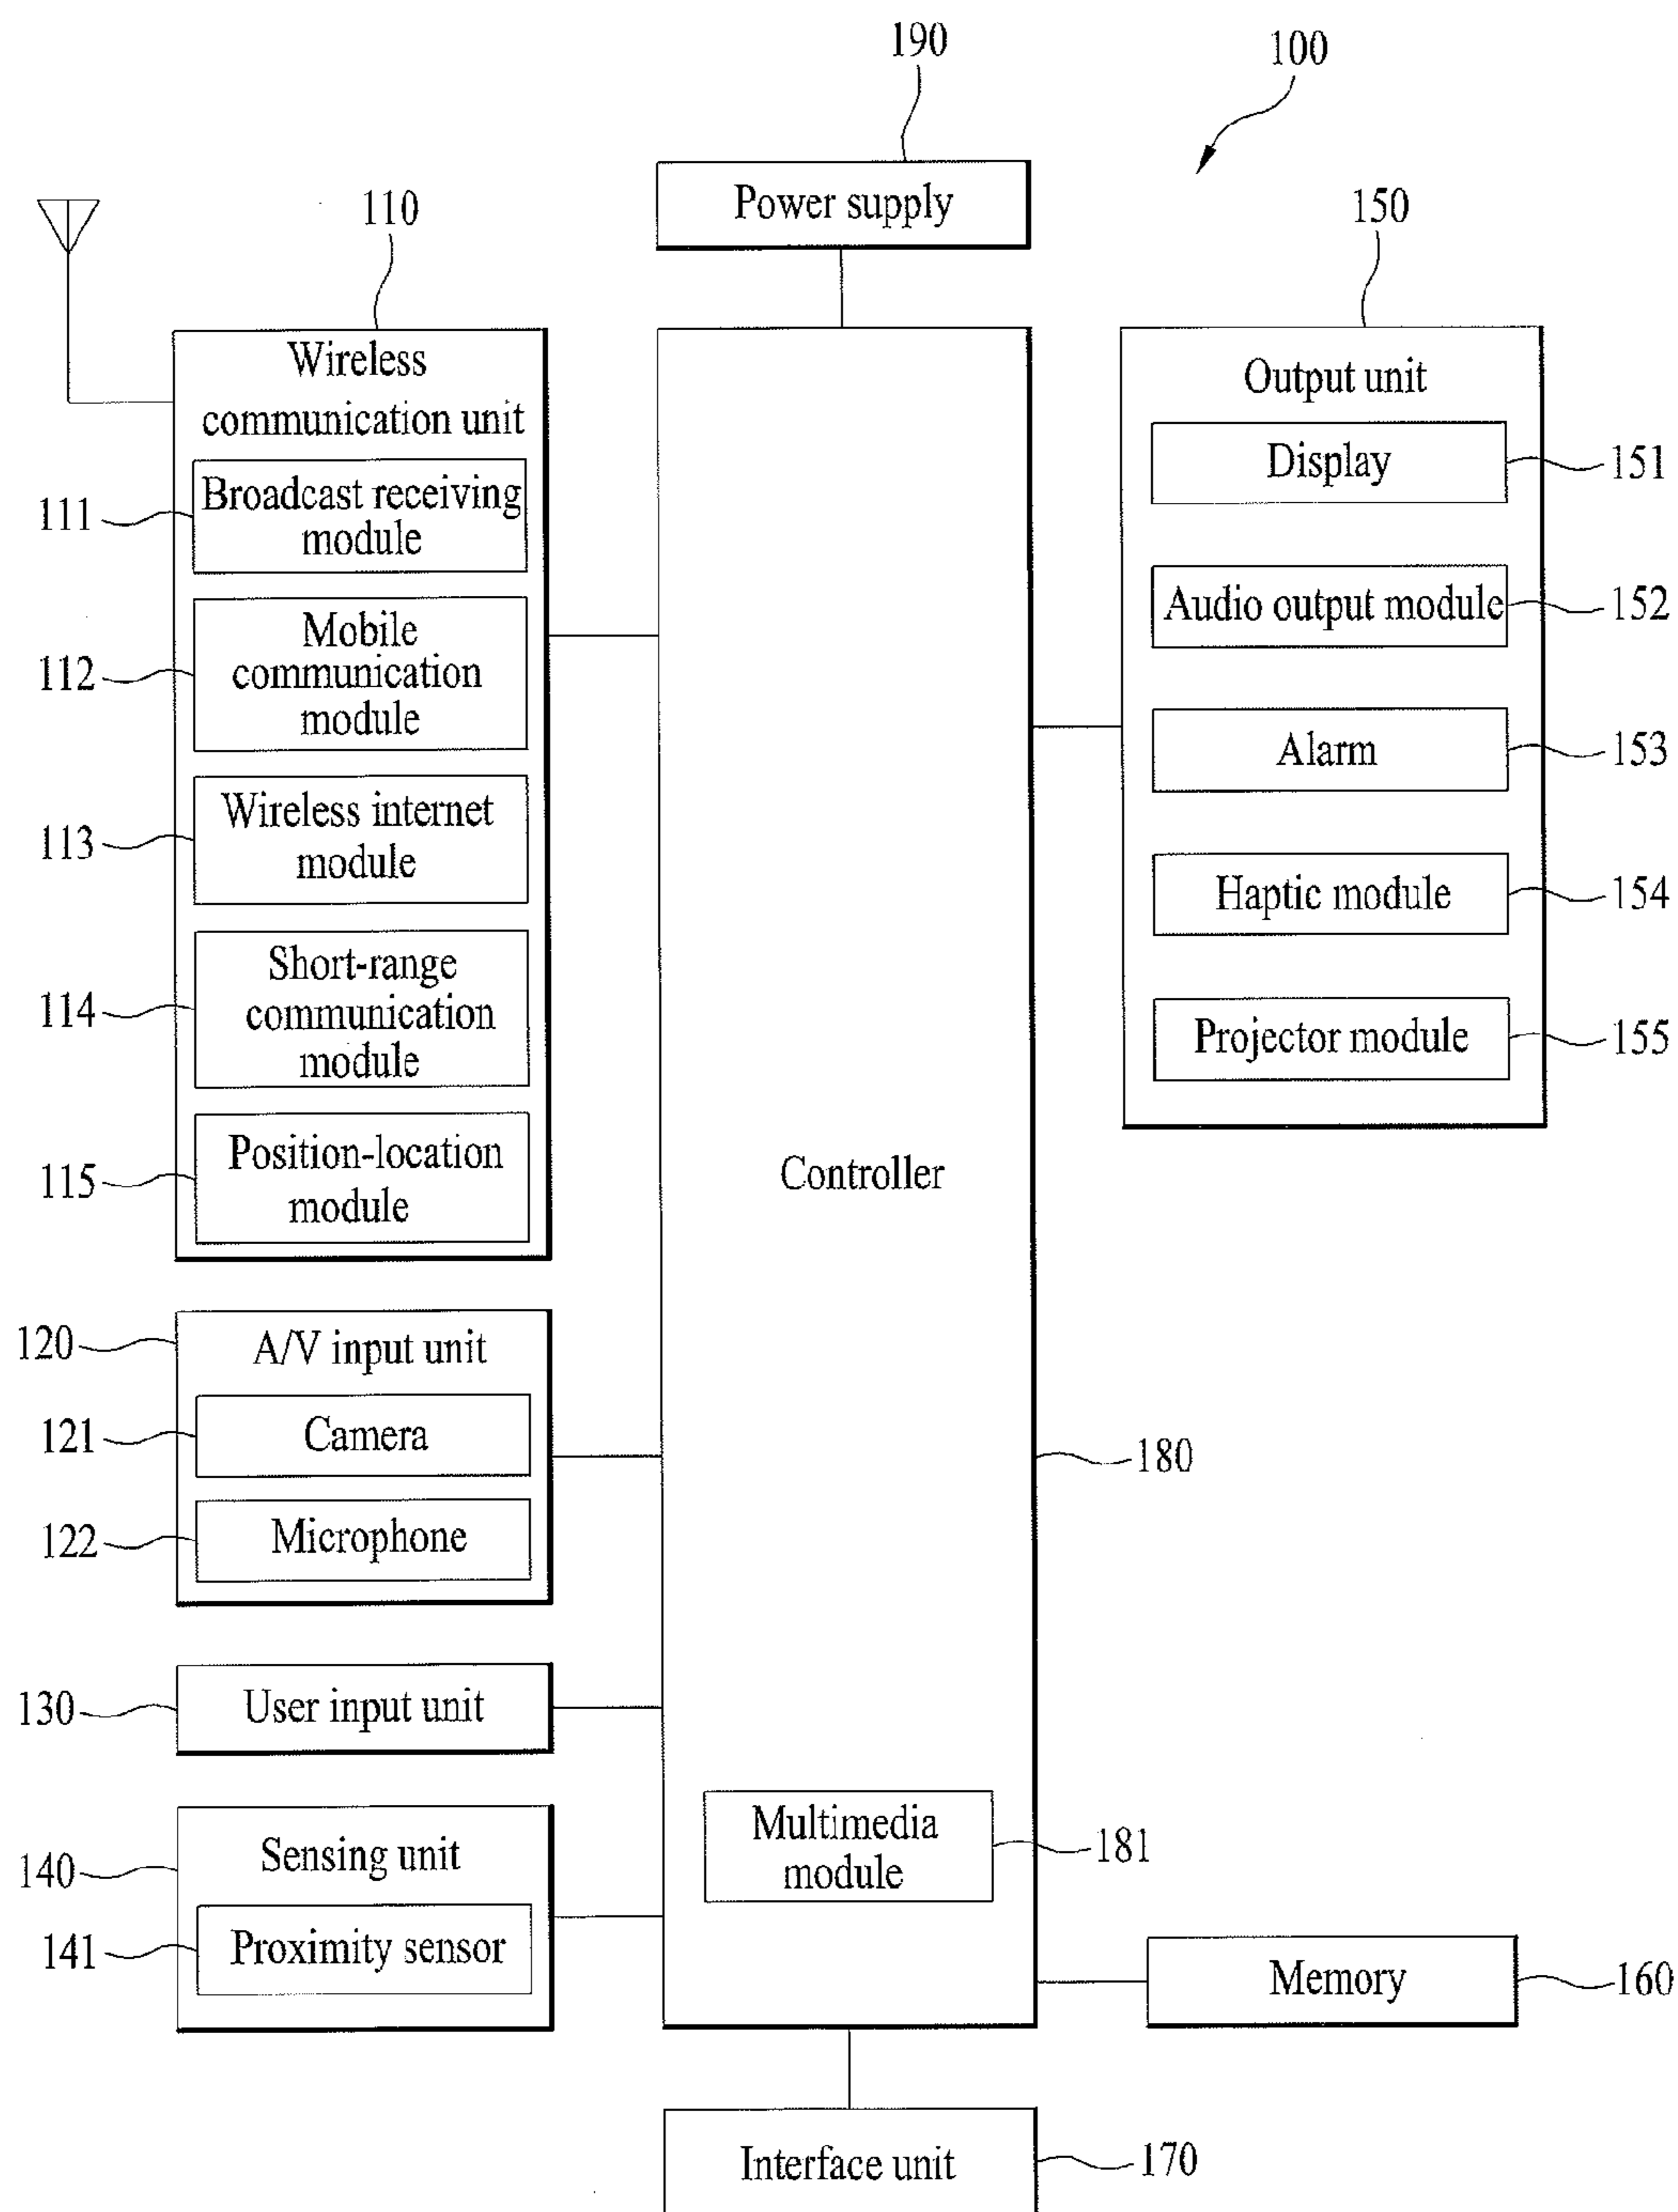 190
100
Power supply
110
150
Wireless
communication unit
Output unit
Display
151
Broadcast receiving
module
111
Audio output module
152
Mobile
communication
module
112
Alarm
153
Wireless internet
module
113
Haptic module
154
Short-range
communication
module
114
Projector module
155
Position-location
module
115
Controller
120
A/V input unit
121
Camera
180
122
Microphone
130
User input unit
Multimedia
module
181
140
Sensing unit
141
Proximity sensor
Memory
160
Interface unit
170